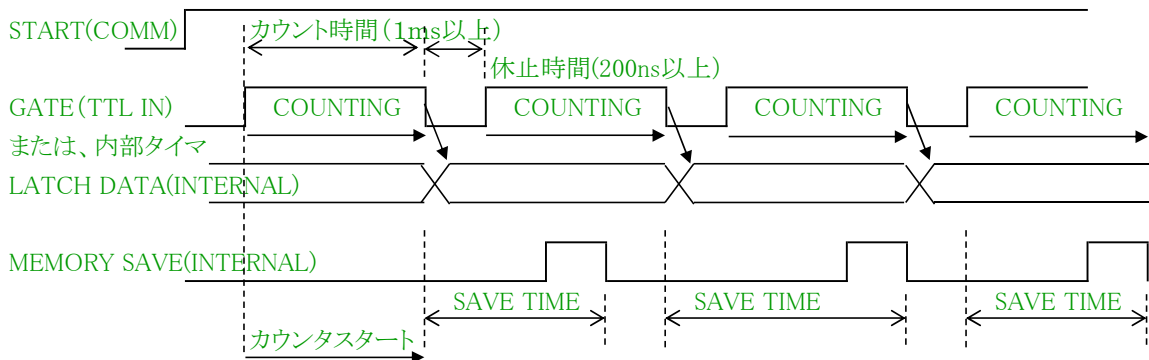 START(COMM)
カウント時間(1ms以上)
休止時間(200ns以上)
GATE(TTL IN)
COUNTING
COUNTING
COUNTING
COUNTING
または、内部タイマ
LATCH DATA(INTERNAL)
MEMORY SAVE(INTERNAL)
SAVE TIME
SAVE TIME
SAVE TIME
カウンタスタート